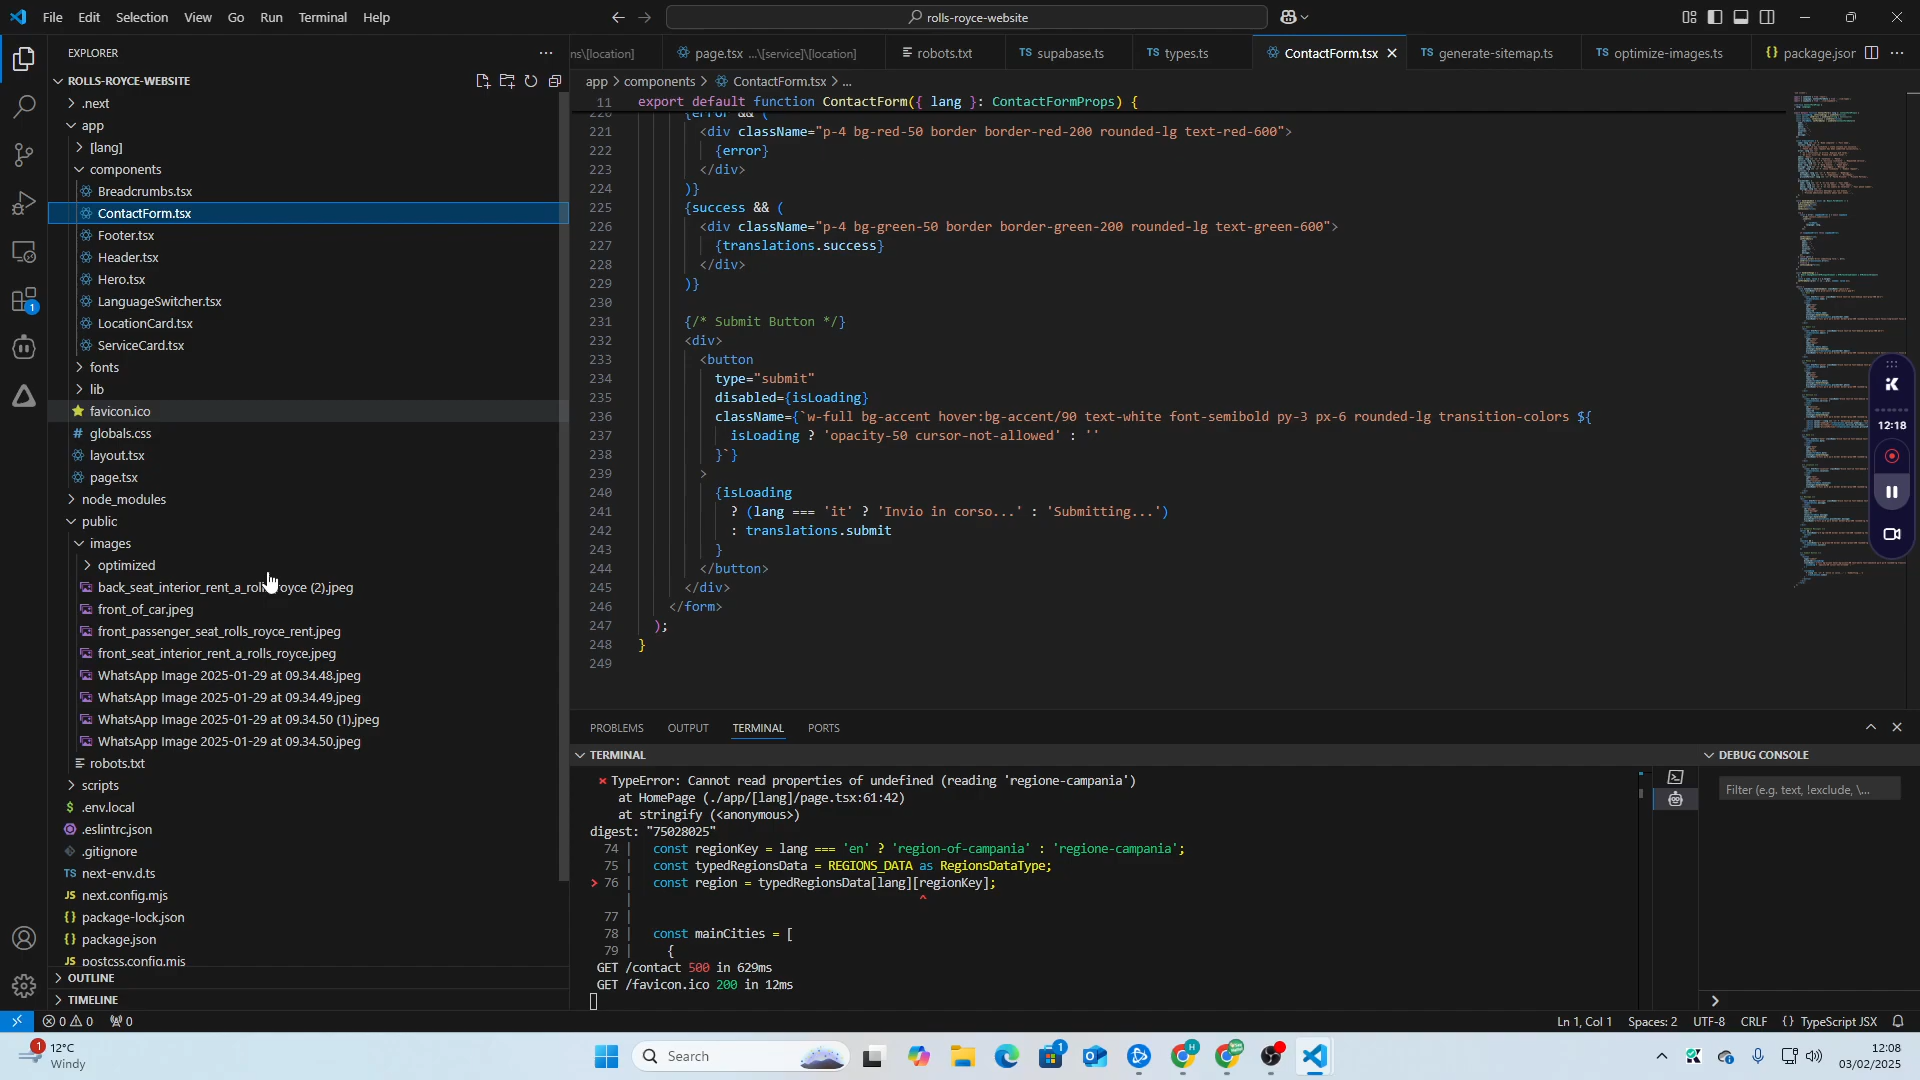 File Edit Selection View Go Run Terminal Help
rolls-royce-website
EXPLORER
ROLLS-ROYCE-WEBSITE
.next
app
[lang]
components
Breadcrumbs.tsx
ContactForm.tsx
Footer.tsx
Header.tsx
Hero.tsx
LanguageSwitcher.tsx
LocationCard.tsx
ServiceCard.tsx
fonts
lib
favicon.ico
globals.css
layout.tsx
page.tsx
node_modules
public
images
optimized
back_seat_interior_rent_a_rolls_royce (2).jpeg
front_of_car.jpeg
front_passenger_seat_rolls_royce_rent.jpeg
front_seat_interior_rent_a_rolls_royce.jpeg
WhatsApp Image 2025-01-29 at 09.34.48.jpeg
WhatsApp Image 2025-01-29 at 09.34.49.jpeg
WhatsApp Image 2025-01-29 at 09.34.50 (1).jpeg
WhatsApp Image 2025-01-29 at 09.34.50.jpeg
robots.txt
scripts
$ .env.local
.eslintrc.json
.gitignore
TS next-env.d.ts
JS next.config.mjs
{} package-lock.json
{} package.json
JS postcss.config.mjs
OUTLINE
TIMELINE
ns\[location]
page.tsx ...\[service]\[location]
robots.txt
TS supabase.ts
TS types.ts
ContactForm.tsx
TS generate-sitemap.ts
TS optimize-images.ts
{} package.json
app > components > ContactForm.tsx > ...
11 export default function ContactForm({ lang }: ContactFormProps) {
220 {error && (
221 <div className="p-4 bg-red-50 border border-red-200 rounded-lg text-red-600">
222 {error}
223 </div>
224 )}
225 {success && (
226 <div className="p-4 bg-green-50 border border-green-200 rounded-lg text-green-600">
227 {translations.success}
228 </div>
229 )}
230
231 {/* Submit Button */}
232 <div>
233 <button
234 type="submit"
235 disabled={isLoading}
236 className={`w-full bg-accent hover:bg-accent/90 text-white font-semibold py-3 px-6 rounded-lg transition-colors ${
237 isLoading ? 'opacity-50 cursor-not-allowed' : ''
238 }`}
239 >
240 {isLoading
241 ? (lang === 'it' ? 'Invio in corso...' : 'Submitting...')
242 : translations.submit
243 }
244 </button>
245 </div>
246 </form>
247 );
248 }
249
PROBLEMS OUTPUT TERMINAL PORTS
TERMINAL
× TypeError: Cannot read properties of undefined (reading 'regione-campania')
at HomePage (./app/[lang]/page.tsx:61:42)
at stringify (<anonymous>)
digest: "75028025"
74 | const regionKey = lang === 'en' ? 'region-of-campania' : 'regione-campania';
75 | const typedRegionsData = REGIONS_DATA as RegionsDataType;
> 76 | const region = typedRegionsData[lang][regionKey];
| ^
77 |
78 | const mainCities = [
79 | {
GET /contact 500 in 629ms
GET /favicon.ico 200 in 12ms
DEBUG CONSOLE
Filter (e.g. text, !exclude, \...
12:18
0 0 0
Ln 1, Col 1 Spaces: 2 UTF-8 CRLF {} TypeScript JSX
1
12°C
Windy
Search
12:08
03/02/2025